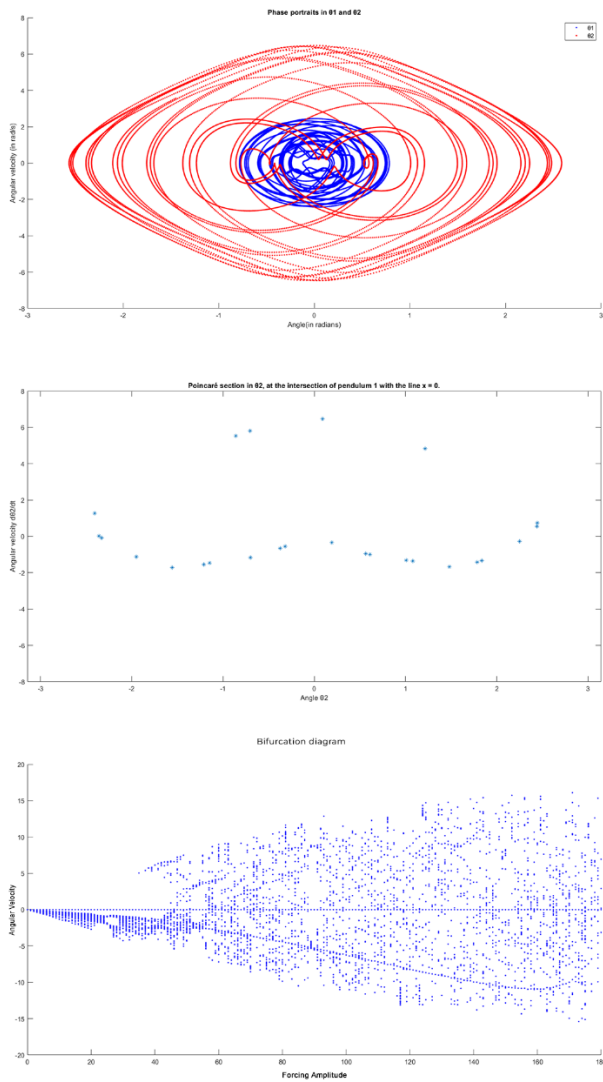 Phase portraits in θ1 and θ2
8
6
4
2
0
-2
-4
-6
-8
Angular velocity (in rad/s)
-3 -2 -1 0 1 2 3
Angle(in radians)
θ1
θ2
Poincaré section in θ2, at the intersection of pendulum 1 with the line x = 0.
8
6
4
2
0
-2
-4
-6
-8
Angular velocity dθ2/dt
-3 -2 -1 0 1 2 3
Angle θ2
Bifurcation diagram
20
15
10
5
0
-5
-10
-15
-20
Angular Velocity
0 20 40 60 80 100 120 140 160 180
Forcing Amplitude